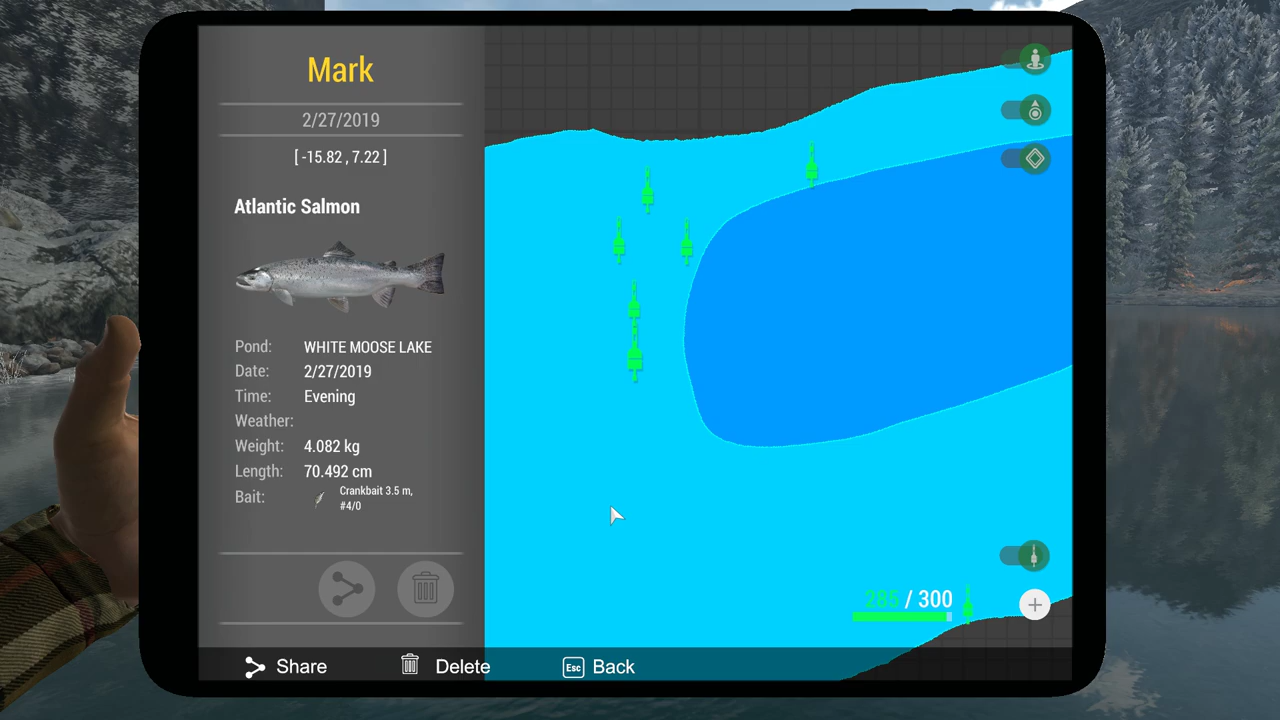 Mark
2/27/2019
[ -15.82 , 7.22 ]
Atlantic Salmon
Pond: WHITE MOOSE LAKE
Date: 2/27/2019
Time: Evening
Weather:
Weight: 4.082 kg
Length: 70.492 cm
Bait: Crankbait 3.5 m,
#4/0
285 / 300
Share
Delete
Esc Back